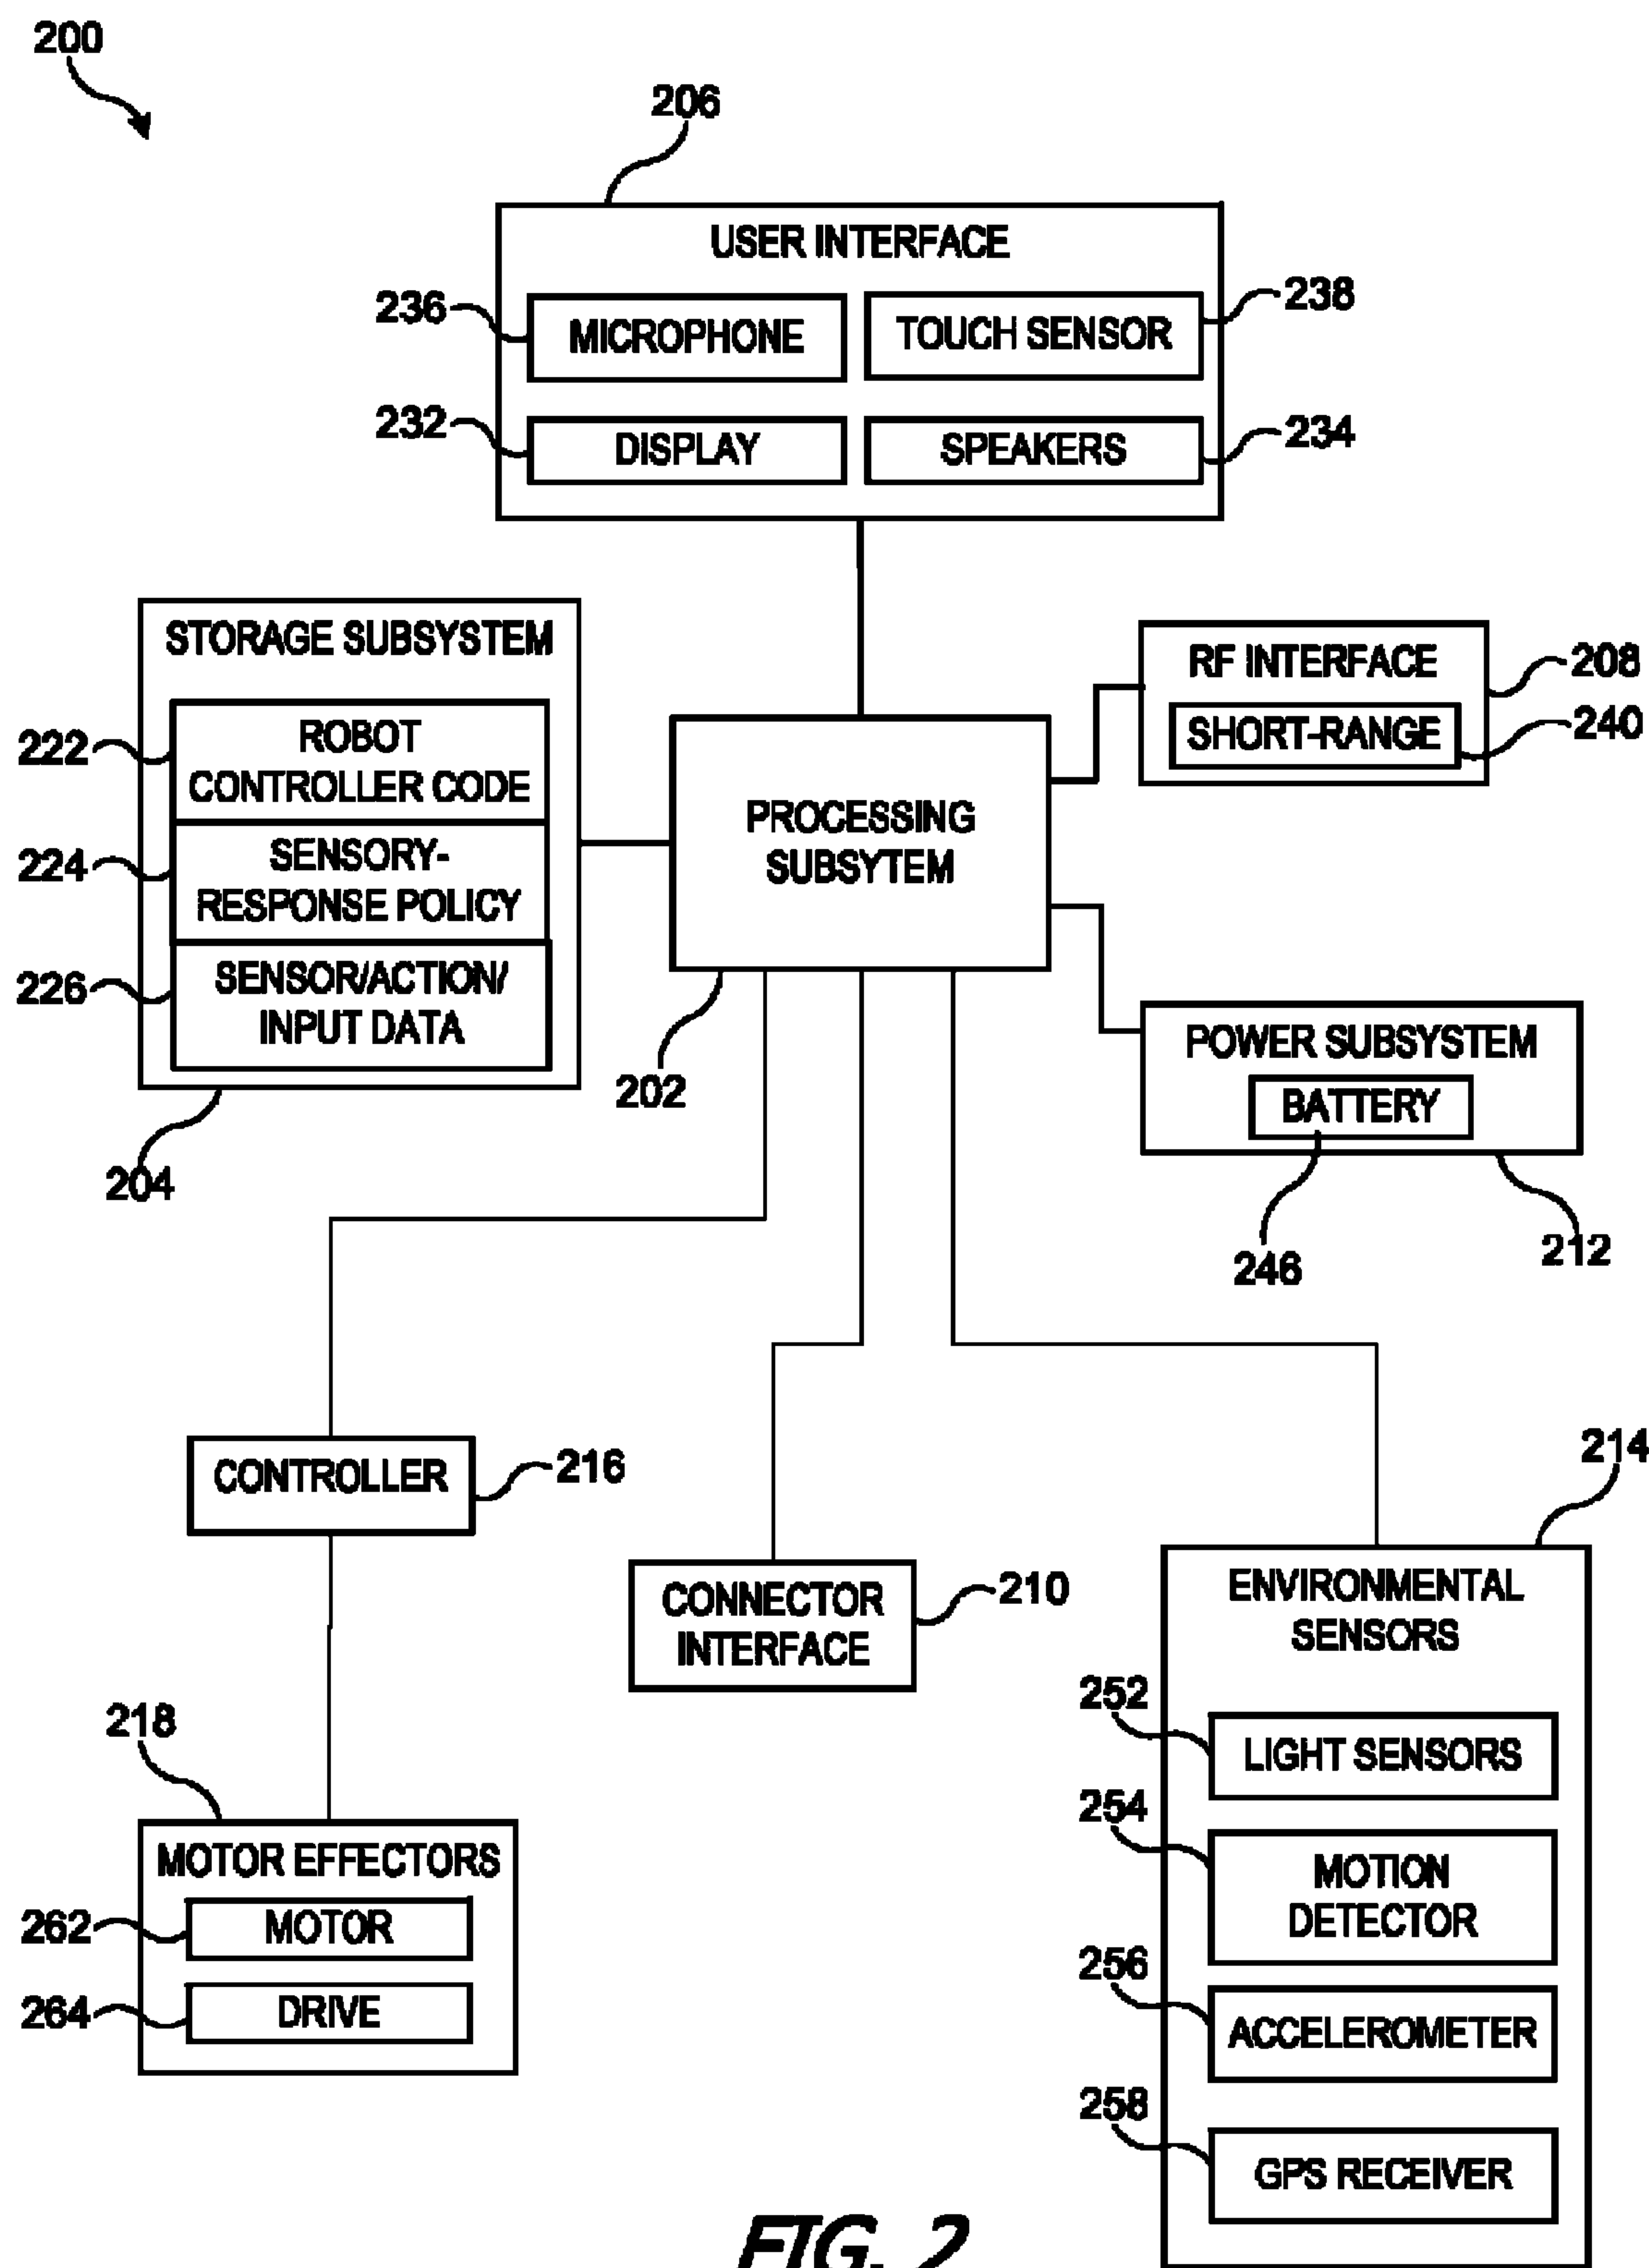 200
206
USER INTERFACE
236
MICROPHONE
TOUCH SENSOR
238
232
DISPLAY
SPEAKERS
234
STORAGE SUBSYSTEM
222
ROBOT
CONTROLLER CODE
224
SENSORY-
RESPONSE POLICY
226
SENSOR/ACTION/
INPUT DATA
204
PROCESSING
SUBSYTEM
202
RF INTERFACE
208
SHORT-RANGE
240
POWER SUBSYSTEM
BATTERY
246
212
CONTROLLER
216
CONNECTOR
INTERFACE
210
214
ENVIRONMENTAL
SENSORS
252
LIGHT SENSORS
254
MOTION
DETECTOR
256
ACCELEROMETER
258
GPS RECEIVER
218
MOTOR EFFECTORS
262
MOTOR
264
DRIVE
FIG. 2